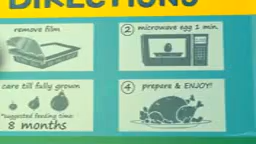 DIRECTIONS
remove film
2 microwave egg 1 min.
care till fully grown
*suggested feeding time:
8 months
4 prepare & ENJOY!